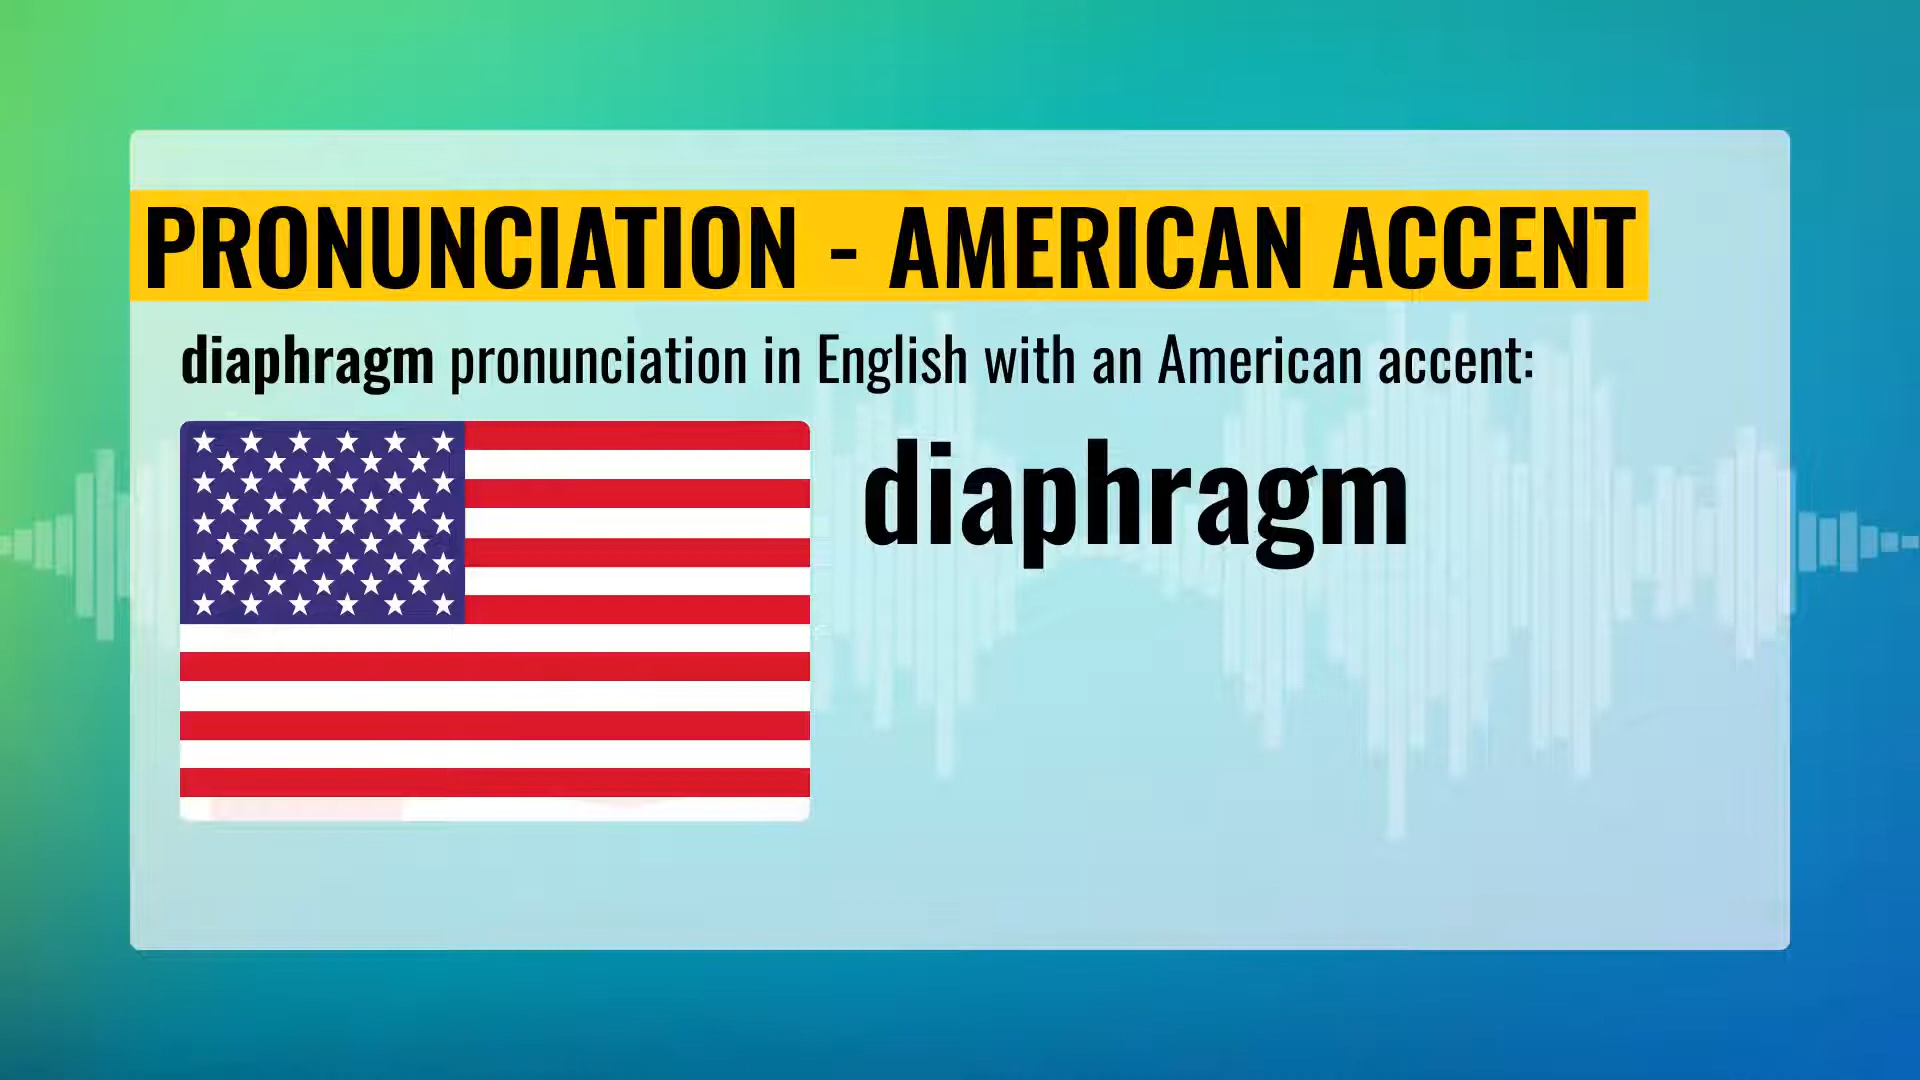 PRONUNCIATION - AMERICAN ACCENT
diaphragm pronunciation in English with an American accent:
diaphragm